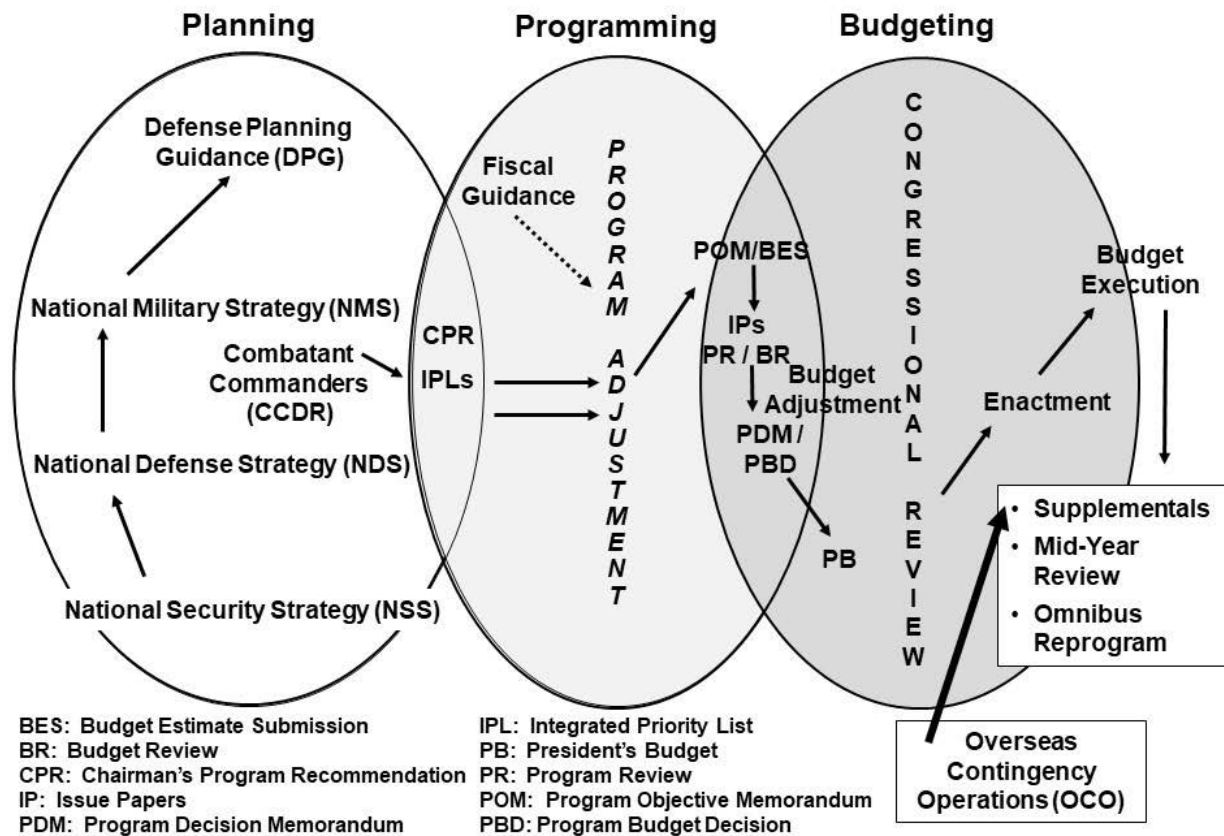 Planning
Programming
Budgeting
Defense Planning
Guidance (DPG)
National Military Strategy (NMS)
Combatant
Commanders
(CCDR)
National Defense Strategy (NDS)
National Security Strategy (NSS)
CPR
IPLs
Fiscal
Guidance
PROGRAM ADJUSTMENT
POM/BES
IPs
PR / BR
Budget
Adjustment
PDM /
PBD
PB
CONGRESSIONAL REVIEW
Enactment
Budget
Execution
• Supplementals
• Mid-Year
Review
• Omnibus
Reprogram
Overseas
Contingency
Operations (OCO)
BES: Budget Estimate Submission
BR: Budget Review
CPR: Chairman's Program Recommendation
IP: Issue Papers
PDM: Program Decision Memorandum
IPL: Integrated Priority List
PB: President's Budget
PR: Program Review
POM: Program Objective Memorandum
PBD: Program Budget Decision